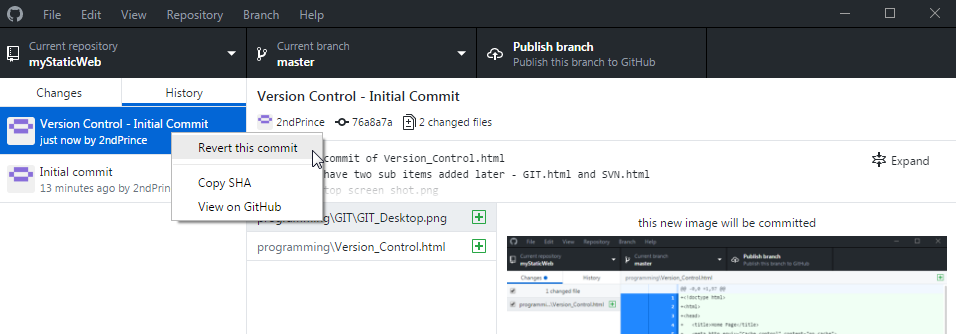 File Edit View Repository Branch Help
Current repository
myStaticWeb
Current branch
master
Publish branch
Publish this branch to GitHub
Changes History
Version Control - Initial Commit
just now by 2ndPrince
Initial commit
13 minutes ago by 2ndPrince
Revert this commit
Copy SHA
View on GitHub
Version Control - Initial Commit
2ndPrince 76a8a7a 2 changed files
commit of Version_Control.html
have two sub items added later - GIT.html and SVN.html
top screen shot.png
Expand
programming\GIT\GIT_Desktop.png
programming\Version_Control.html
this new image will be committed
File Edit View Repository Branch Help
Current repository
myStaticWeb
Current branch
master
Publish branch
Publish this branch to GitHub
Changes History
programming\Version_Control.html
1 changed file
programmi...\Version_Control.html
@@ -0,0 +1,57 @@
1 +<!doctype html>
2 +<html>
3 +<head>
4 + <title>Home Page</title>